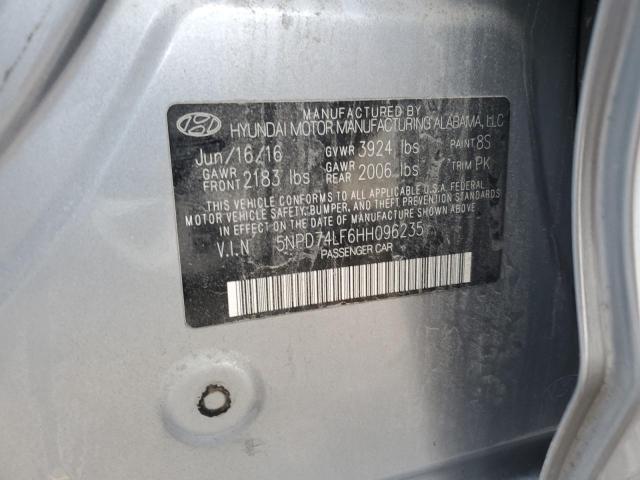 MANUFACTURED BY
HYUNDAI MOTOR MANUFACTURING ALABAMA, LLC
Jun/16/16 GVWR 3924 lbs PAINT 8S
GAWR FRONT 2183 lbs GAWR REAR 2006 lbs TRIM PK
THIS VEHICLE CONFORMS TO ALL APPLICABLE U.S.A. FEDERAL
MOTOR VEHICLE SAFETY, BUMPER, AND THEFT PREVENTION STANDARDS
IN EFFECT ON THE DATE OF MANUFACTURE SHOWN ABOVE.
V.I.N 5NPD74LF6HH096235
PASSENGER CAR